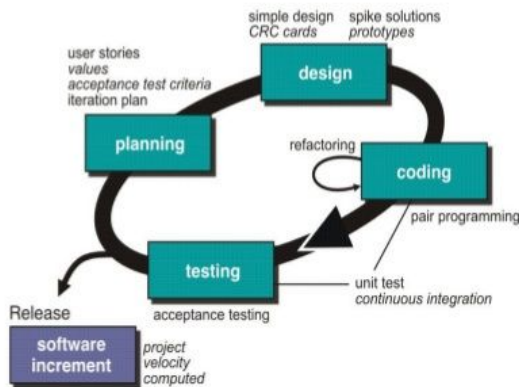 simple design
CRC cards
spike solutions
prototypes
user stories
values
acceptance test criteria
iteration plan
design
planning
refactoring
coding
pair programming
testing
unit test
continuous integration
acceptance testing
Release
software
increment
project
velocity
computed